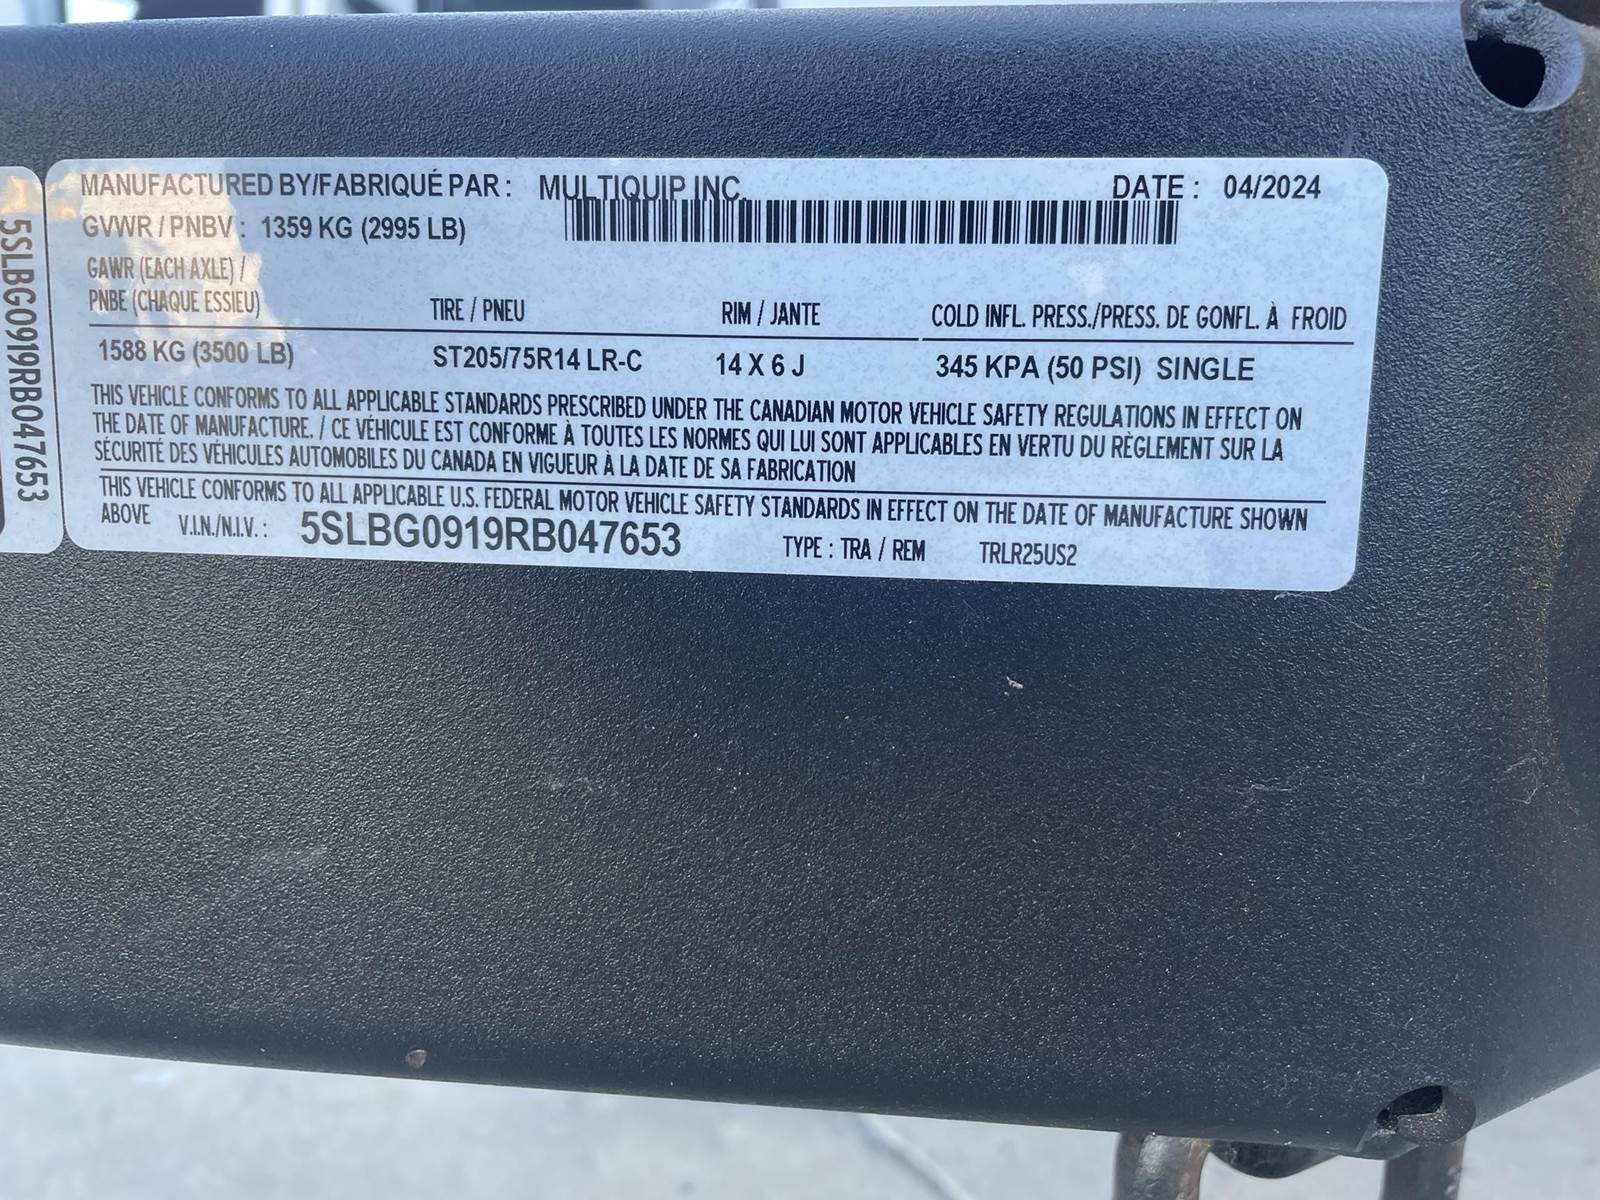 MANUFACTURED BY/FABRIQUÉ PAR : MULTIQUIP INC. DATE : 04/2024
GVWR / PNBV : 1359 KG (2995 LB)
GAWR (EACH AXLE) /
PNBE (CHAQUE ESSIEU) TIRE / PNEU RIM / JANTE COLD INFL. PRESS./PRESS. DE GONFL. À FROID
1588 KG (3500 LB) ST205/75R14 LR-C 14 X 6 J 345 KPA (50 PSI) SINGLE
THIS VEHICLE CONFORMS TO ALL APPLICABLE STANDARDS PRESCRIBED UNDER THE CANADIAN MOTOR VEHICLE SAFETY REGULATIONS IN EFFECT ON
THE DATE OF MANUFACTURE. / CE VÉHICULE EST CONFORME À TOUTES LES NORMES QUI LUI SONT APPLICABLES EN VERTU DU RÈGLEMENT SUR LA
SÉCURITÉ DES VÉHICULES AUTOMOBILES DU CANADA EN VIGUEUR À LA DATE DE SA FABRICATION
THIS VEHICLE CONFORMS TO ALL APPLICABLE U.S. FEDERAL MOTOR VEHICLE SAFETY STANDARDS IN EFFECT ON THE DATE OF MANUFACTURE SHOWN
ABOVE V.I.N./N.I.V. : 5SLBG0919RB047653 TYPE : TRA / REM TRLR25US2
5SLBG0919RB047653